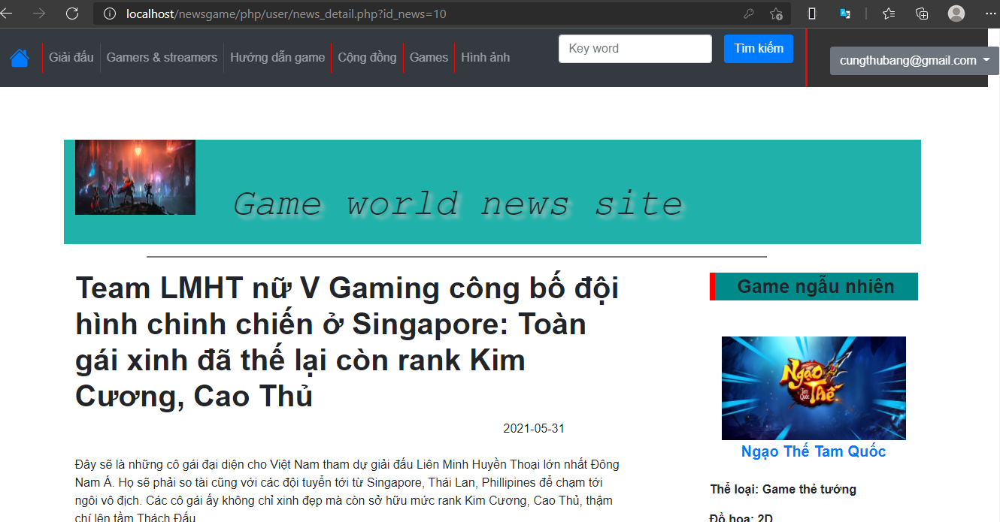 localhost/newsgame/php/user/news_detail.php?id_news=10
Giải đấu
Gamers & streamers
Hướng dẫn game
Cộng đồng
Games
Hình ảnh
Key word
Tìm kiếm
cungthubang@gmail.com
Game world news site
Team LMHT nữ V Gaming công bố đội
hình chinh chiến ở Singapore: Toàn
gái xinh đã thế lại còn rank Kim
Cương, Cao Thủ
2021-05-31
Đây sẽ là những cô gái đại diện cho Việt Nam tham dự giải đấu Liên Minh Huyền Thoại lớn nhất Đông
Nam Á. Họ sẽ phải so tài cũng với các đội tuyển tới từ Singapore, Thái Lan, Phillipines để chạm tới
ngôi vô địch. Các cô gái ấy không chỉ xinh đẹp mà còn sở hữu mức rank Kim Cương, Cao Thủ, thậm
chí lên tầm Thách Đấu
Game ngẫu nhiên
Ngạo
Thế
Tam
Quốc
Ngạo Thế Tam Quốc
Thể loại: Game thẻ tướng
Đồ họa: 2D